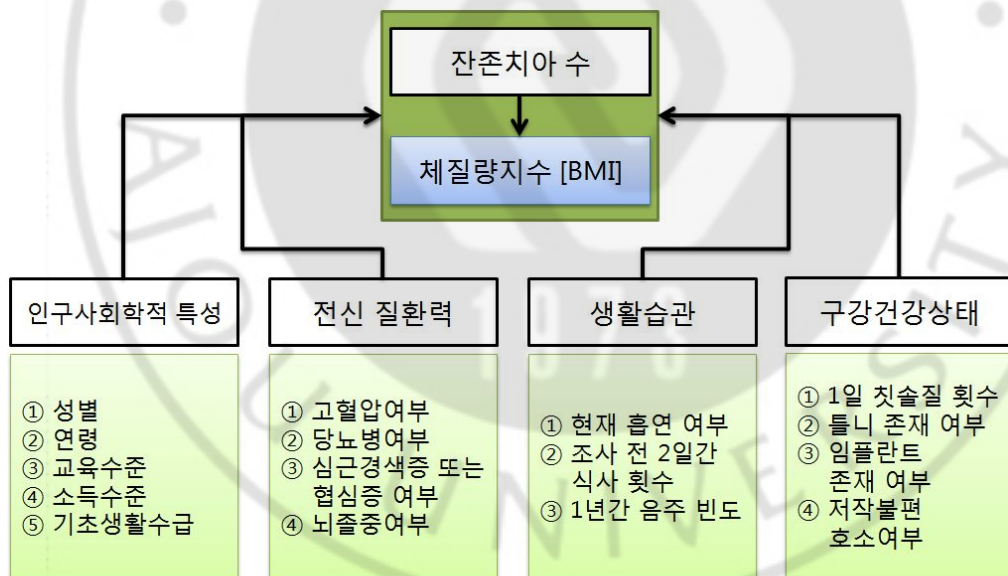 잔존치아 수
체질량지수 [BMI]
인구사회학적 특성
① 성별
② 연령
③ 교육수준
④ 소득수준
⑤ 기초생활수급
전신 질환력
① 고혈압여부
② 당뇨병여부
③ 심근경색증 또는
협심증 여부
④ 뇌졸중여부
생활습관
① 현재 흡연 여부
② 조사 전 2일간
식사 횟수
③ 1년간 음주 빈도
구강건강상태
① 1일 칫솔질 횟수
② 틀니 존재 여부
③ 임플란트
존재 여부
④ 저작불편
호소여부
AJOU UNIVERSITY
1973